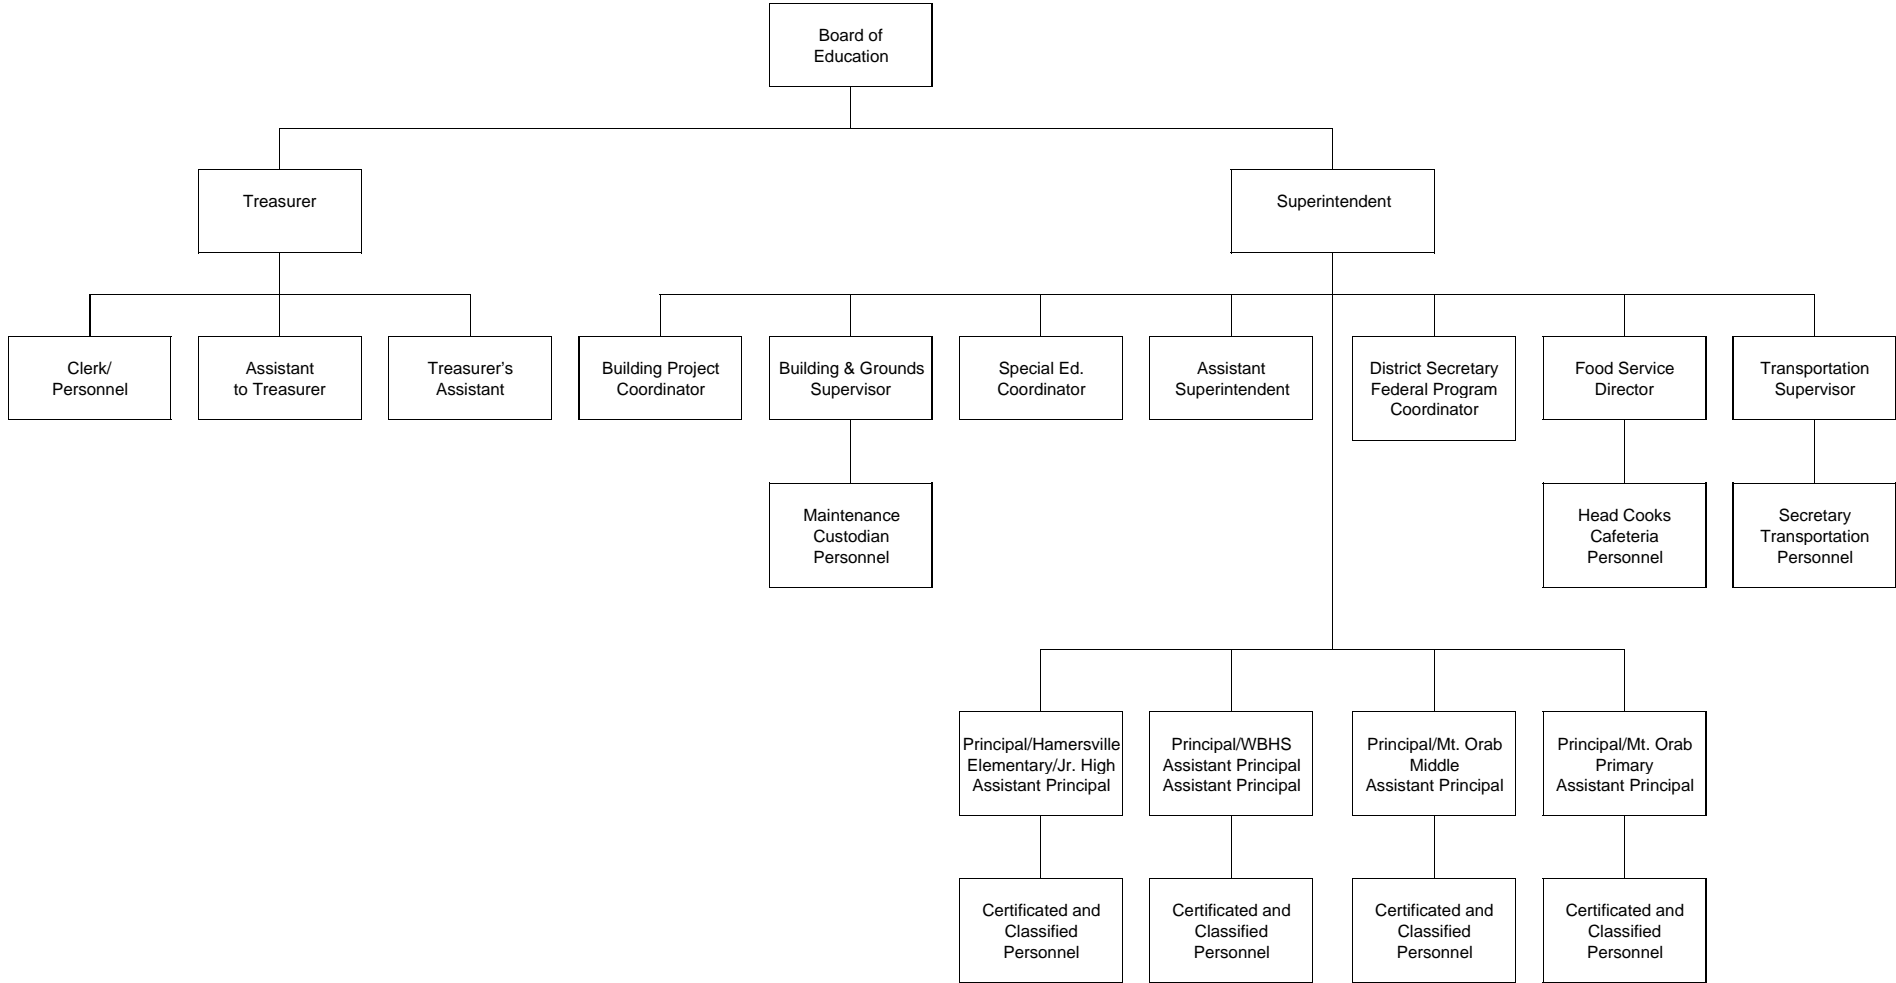 Board of
Education
Treasurer
Superintendent
Clerk/
Personnel
Assistant
to Treasurer
Treasurer's
Assistant
Building Project
Coordinator
Building & Grounds
Supervisor
Special Ed.
Coordinator
Assistant
Superintendent
District Secretary
Federal Program
Coordinator
Food Service
Director
Transportation
Supervisor
Maintenance
Custodian
Personnel
Head Cooks
Cafeteria
Personnel
Secretary
Transportation
Personnel
Principal/Hamersville
Elementary/Jr. High
Assistant Principal
Principal/WBHS
Assistant Principal
Assistant Principal
Principal/Mt. Orab
Middle
Assistant Principal
Principal/Mt. Orab
Primary
Assistant Principal
Certificated and
Classified
Personnel
Certificated and
Classified
Personnel
Certificated and
Classified
Personnel
Certificated and
Classified
Personnel